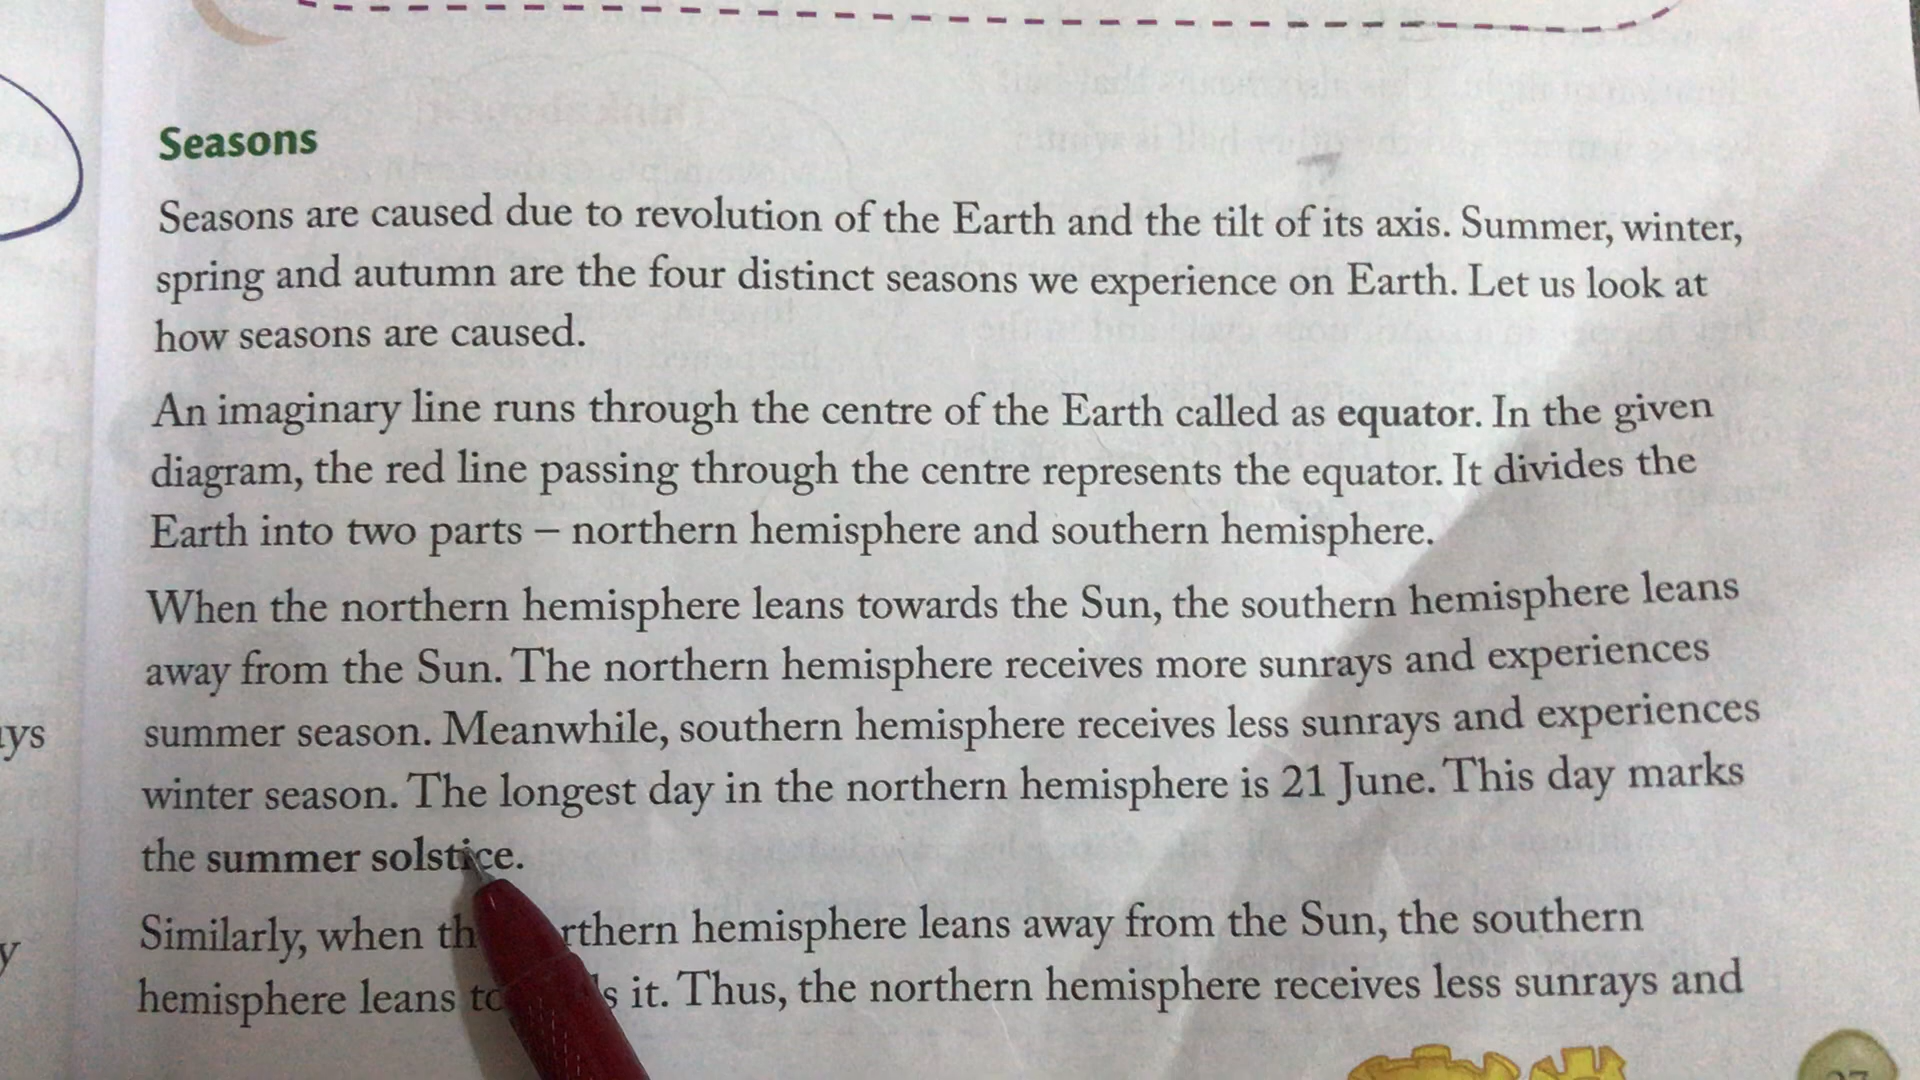 Seasons
Seasons are caused due to revolution of the Earth and the tilt of its axis. Summer, winter,
spring and autumn are the four distinct seasons we experience on Earth. Let us look at
how seasons are caused.
An imaginary line runs through the centre of the Earth called as equator. In the given
diagram, the red line passing through the centre represents the equator. It divides the
Earth into two parts – northern hemisphere and southern hemisphere.
When the northern hemisphere leans towards the Sun, the southern hemisphere leans
away from the Sun. The northern hemisphere receives more sunrays and experiences
summer season. Meanwhile, southern hemisphere receives less sunrays and experiences
winter season. The longest day in the northern hemisphere is 21 June. This day marks
the summer solstice.
Similarly, when hemisphere leans away from the Sun, the southern
hemisphere leans it. Thus, the northern hemisphere receives less sunrays and